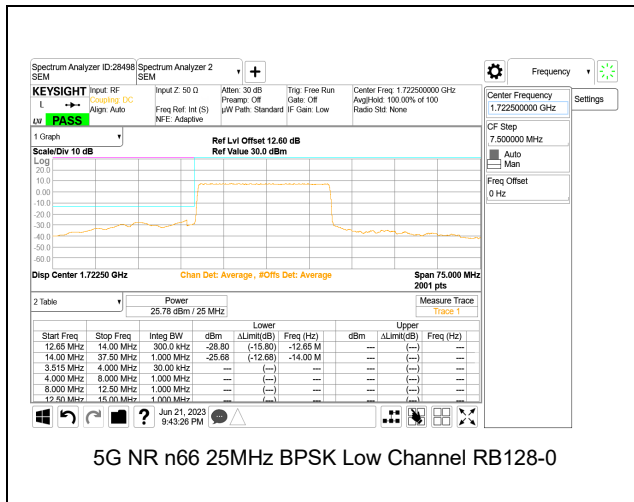 Spectrum Analyzer ID:28498
SEM
Spectrum Analyzer 2
SEM
Frequency
KEYSIGHT
L
LXI PASS
Input: RF
Coupling: DC
Align: Auto
Input Z: 50 Ω
Freq Ref: Int (S)
NFE: Adaptive
Atten: 30 dB
Preamp: Off
µW Path: Standard
Trig: Free Run
Gate: Off
IF Gain: Low
Center Freq: 1.722500000 GHz
Avg|Hold: 100.00% of 100
Radio Std: None
Center Frequency
1.722500000 GHz
Settings
CF Step
7.500000 MHz
Auto
Man
Freq Offset
0 Hz
1 Graph
Scale/Div 10 dB
Ref Lvl Offset 12.60 dB
Ref Value 30.0 dBm
Log
20.0
10.0
0.00
-10.0
-20.0
-30.0
-40.0
-50.0
-60.0
Disp Center 1.72250 GHz
Chan Det: Average , #Offs Det: Average
Span 75.000 MHz
2001 pts
2 Table
Power
25.78 dBm / 25 MHz
Measure Trace
Trace 1
Lower Upper
Start Freq Stop Freq Integ BW dBm ΔLimit(dB) Freq (Hz) dBm ΔLimit(dB) Freq (Hz)
12.65 MHz 14.00 MHz 300.0 kHz -28.80 (-15.80) -12.65 M --- (---) ---
14.00 MHz 37.50 MHz 1.000 MHz -25.68 (-12.68) -14.00 M --- (---) ---
3.515 MHz 4.000 MHz 30.00 kHz --- (---) --- --- (---) ---
4.000 MHz 8.000 MHz 1.000 MHz --- (---) --- --- (---) ---
8.000 MHz 12.50 MHz 1.000 MHz --- (---) --- --- (---) ---
12.50 MHz 15.00 MHz 1.000 MHz --- (---) --- --- (---) ---
Jun 21, 2023
9:43:26 PM
5G NR n66 25MHz BPSK Low Channel RB128-0